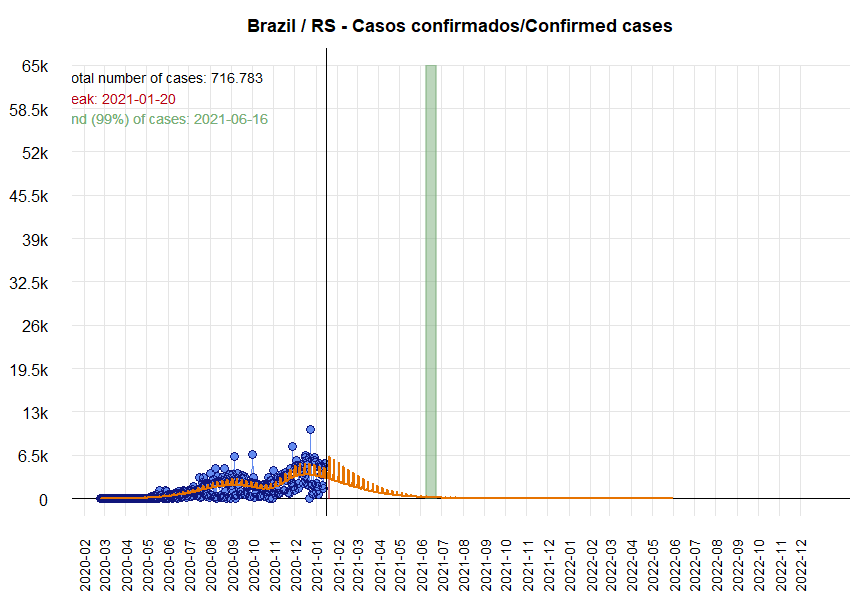 Brazil / RS - Casos confirmados/Confirmed cases
otal number of cases: 716.783
eak: 2021-01-20
nd (99%) of cases: 2021-06-16
65k
58.5k
52k
45.5k
39k
32.5k
26k
19.5k
13k
6.5k
0
2020-02
2020-03
2020-04
2020-05
2020-06
2020-07
2020-08
2020-09
2020-10
2020-11
2020-12
2021-01
2021-02
2021-03
2021-04
2021-05
2021-06
2021-07
2021-08
2021-09
2021-10
2021-11
2021-12
2022-01
2022-02
2022-03
2022-04
2022-05
2022-06
2022-07
2022-08
2022-09
2022-10
2022-11
2022-12